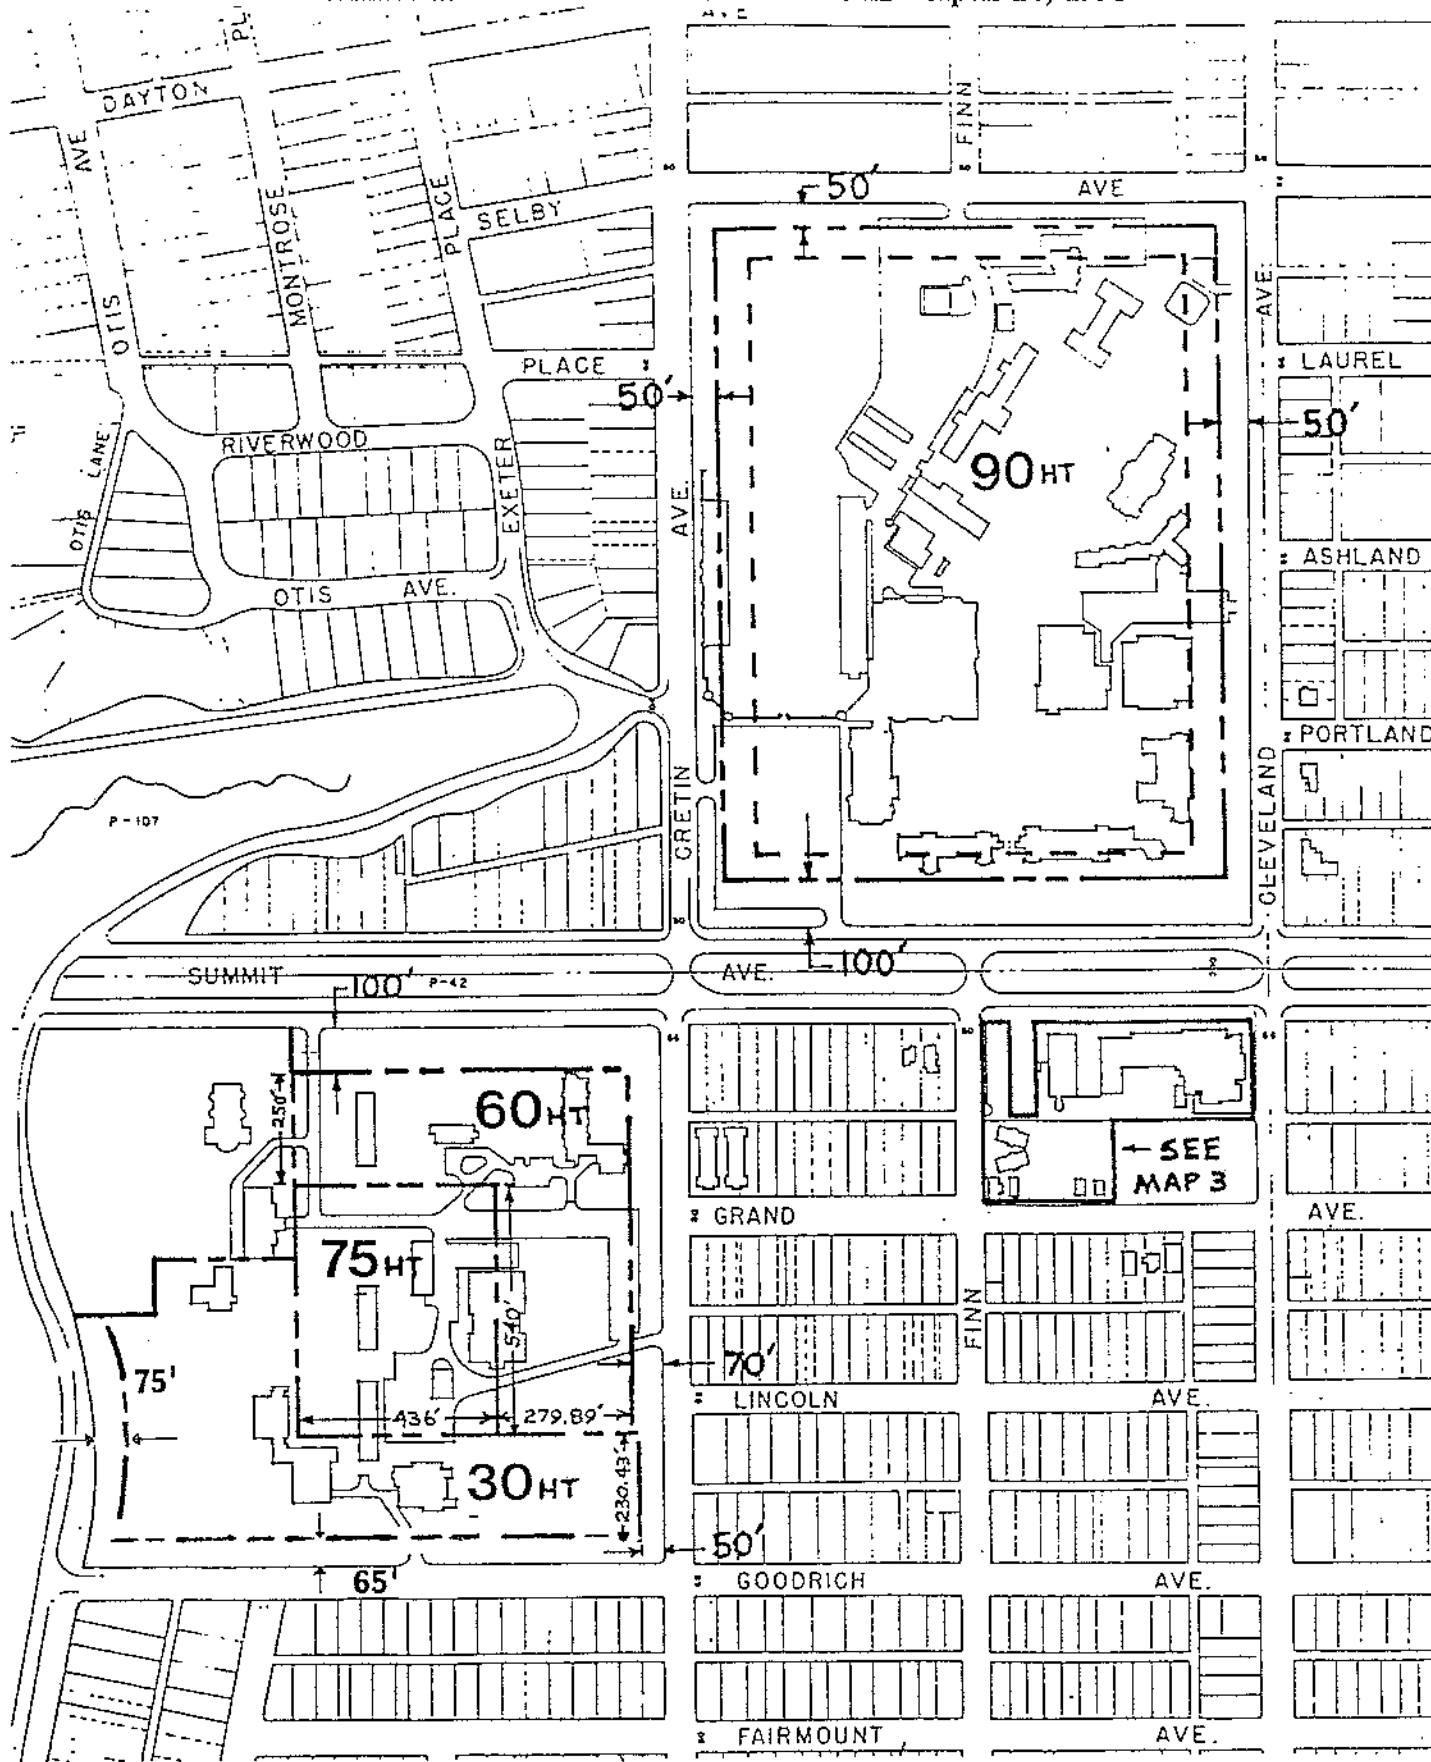 AVE
DAYTON
PL
FINN
AVE
50'
AVE
SELBY
PLACE
MONTROSE
OTIS
AVE
PLACE
LAUREL
50'
50'
RIVERWOOD
LANE
OTIS
EXETER
90 HT
AVE.
ASHLAND
OTIS AVE.
PORTLAND
P-107
CRETIN
CLEVELAND
SUMMIT
AVE.
100'
100'
P-42
250'
60 HT
SEE
MAP 3
GRAND
AVE.
75 HT
540'
FINN
70'
75'
LINCOLN
AVE.
436'
279.89'
30 HT
230.43'
50'
65'
GOODRICH
AVE.
FAIRMOUNT
AVE.